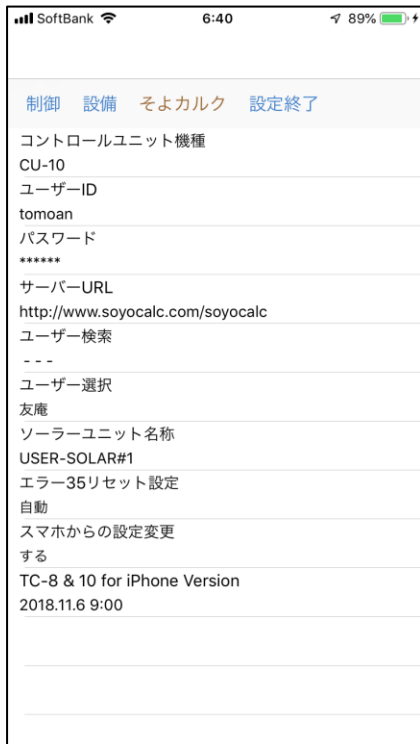 SoftBank 6:40 89%
制御 設備 そよカルク 設定終了
コントロールユニット機種
CU-10
ユーザーID
tomoan
パスワード
******
サーバーURL
http://www.soyocalc.com/soyocalc
ユーザー検索
- - -
ユーザー選択
友庵
ソーラーユニット名称
USER-SOLAR#1
エラー35リセット設定
自動
スマホからの設定変更
する
TC-8 & 10 for iPhone Version
2018.11.6 9:00